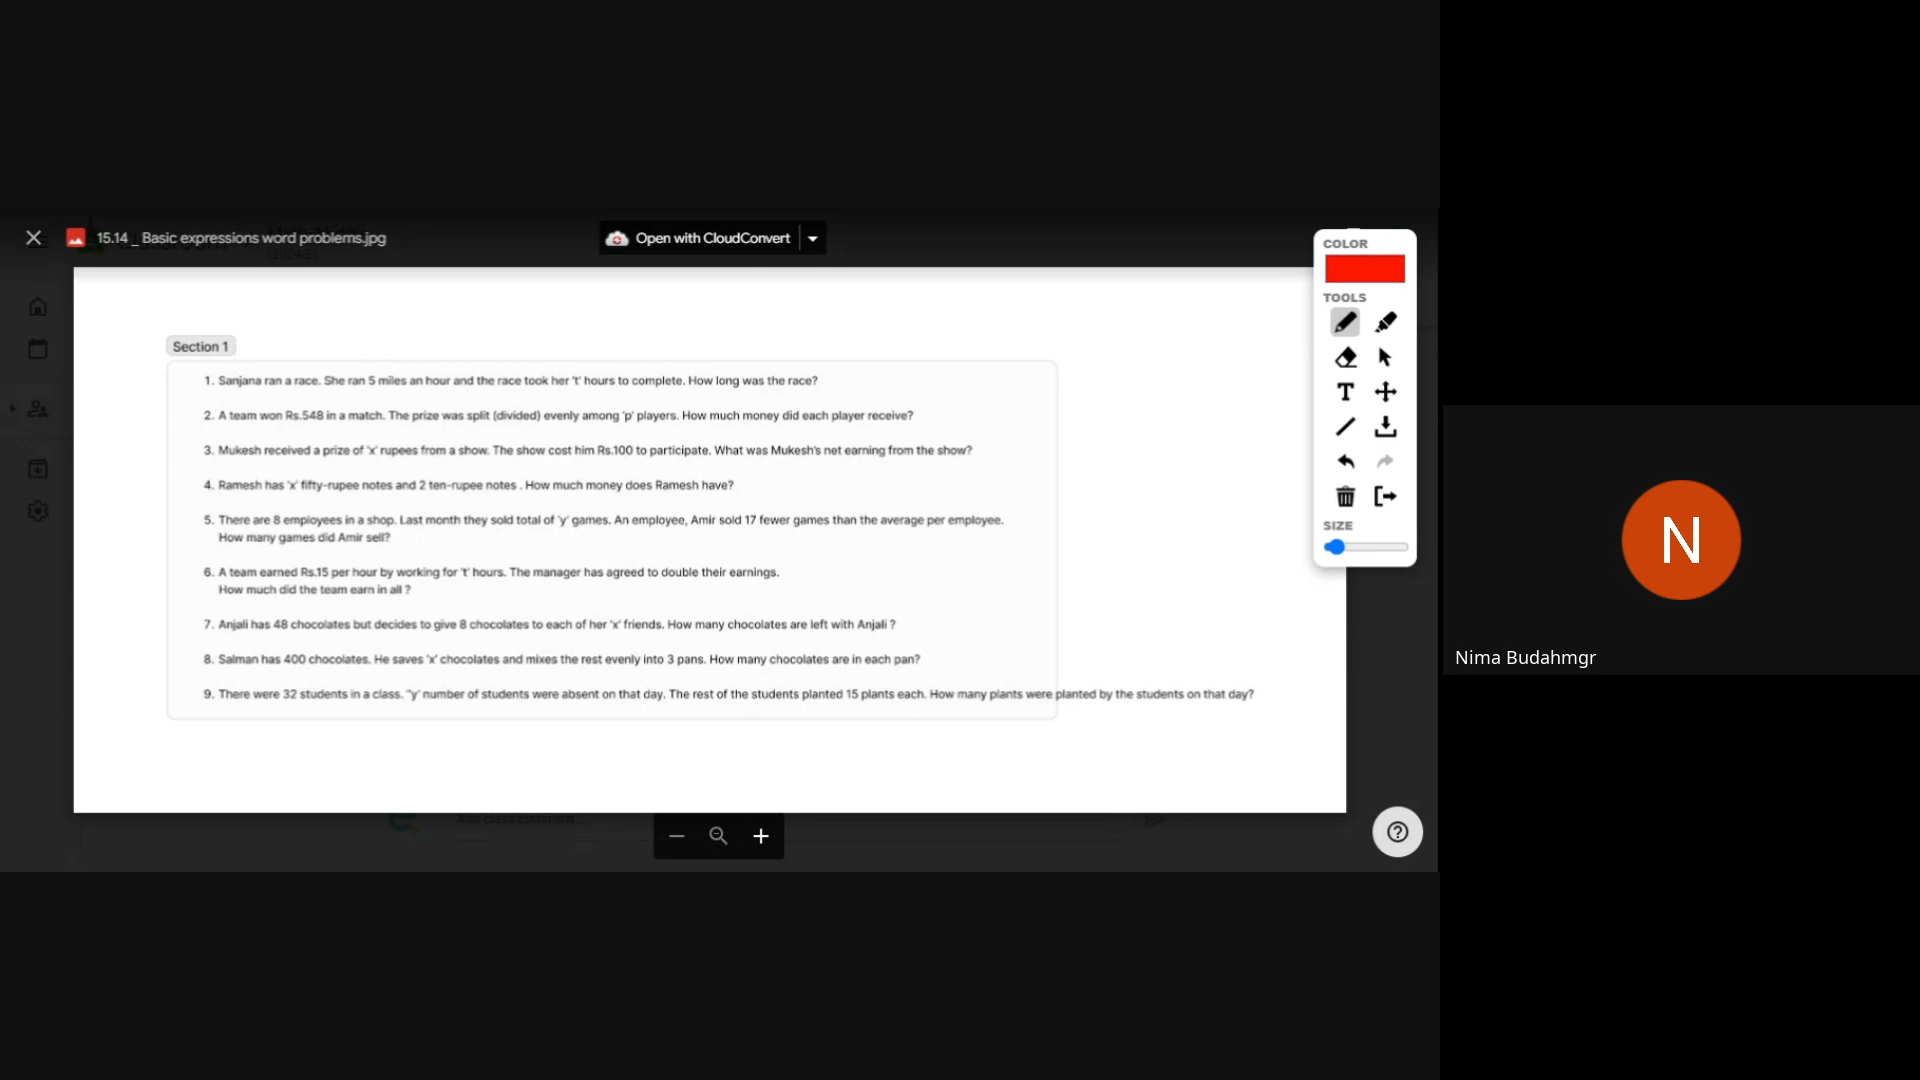 15.14 _ Basic expressions word problems.jpg
Open with CloudConvert
COLOR
TOOLS
SIZE
Section 1
1. Sanjana ran a race. She ran 5 miles an hour and the race took her 't' hours to complete. How long was the race?
2. A team won Rs.548 in a match. The prize was split (divided) evenly among 'p' players. How much money did each player receive?
3. Mukesh received a prize of 'x' rupees from a show. The show cost him Rs.100 to participate. What was Mukesh's net earning from the show?
4. Ramesh has 'x' fifty-rupee notes and 2 ten-rupee notes . How much money does Ramesh have?
5. There are 8 employees in a shop. Last month they sold total of 'y' games. An employee, Amir sold 17 fewer games than the average per employee.
How many games did Amir sell?
6. A team earned Rs.15 per hour by working for 't' hours. The manager has agreed to double their earnings.
How much did the team earn in all ?
7. Anjali has 48 chocolates but decides to give 8 chocolates to each of her 'x' friends. How many chocolates are left with Anjali ?
8. Salman has 400 chocolates. He saves 'x' chocolates and mixes the rest evenly into 3 pans. How many chocolates are in each pan?
9. There were 32 students in a class. 'y' number of students were absent on that day. The rest of the students planted 15 plants each. How many plants were planted by the students on that day?
Add class comment...
N
Nima Budahmgr